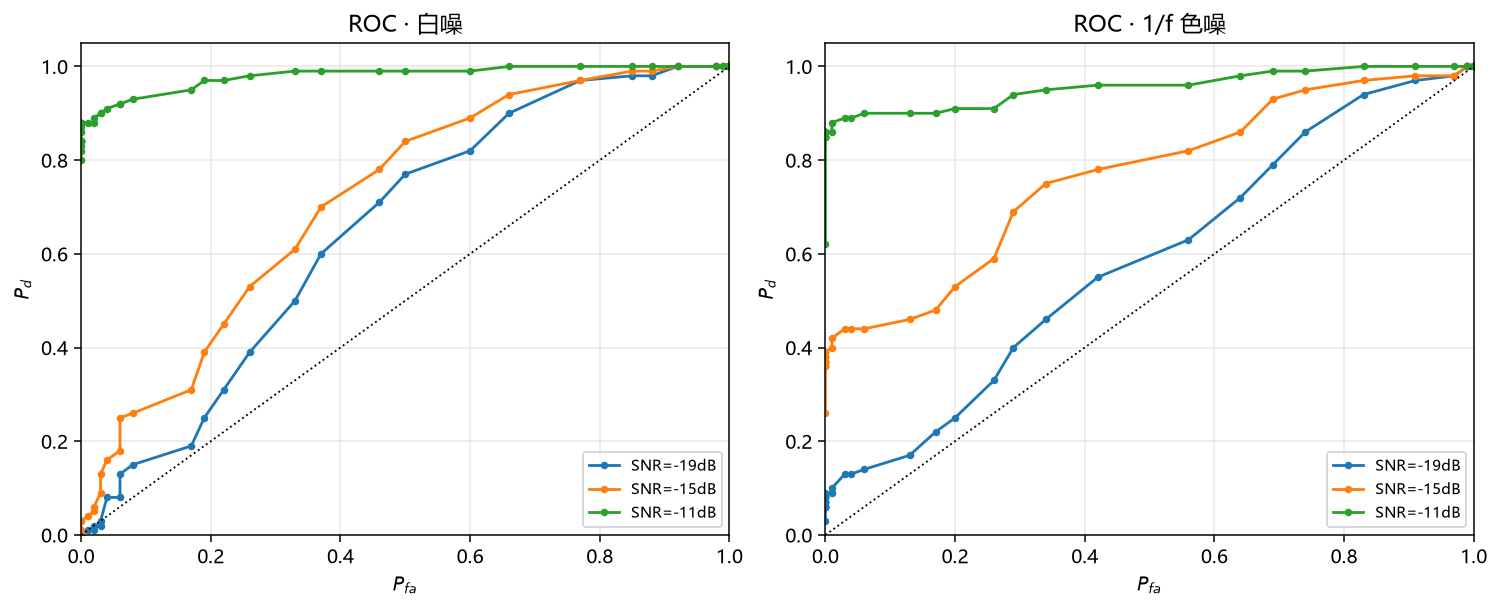 ROC · 白噪
1.0
0.8
0.6
0.4
0.2
0.0
P_d
0.0 0.2 0.4 0.6 0.8 1.0
P_fa
SNR=-19dB
SNR=-15dB
SNR=-11dB
ROC · 1/f 色噪
1.0
0.8
0.6
0.4
0.2
0.0
P_d
0.0 0.2 0.4 0.6 0.8 1.0
P_fa
SNR=-19dB
SNR=-15dB
SNR=-11dB